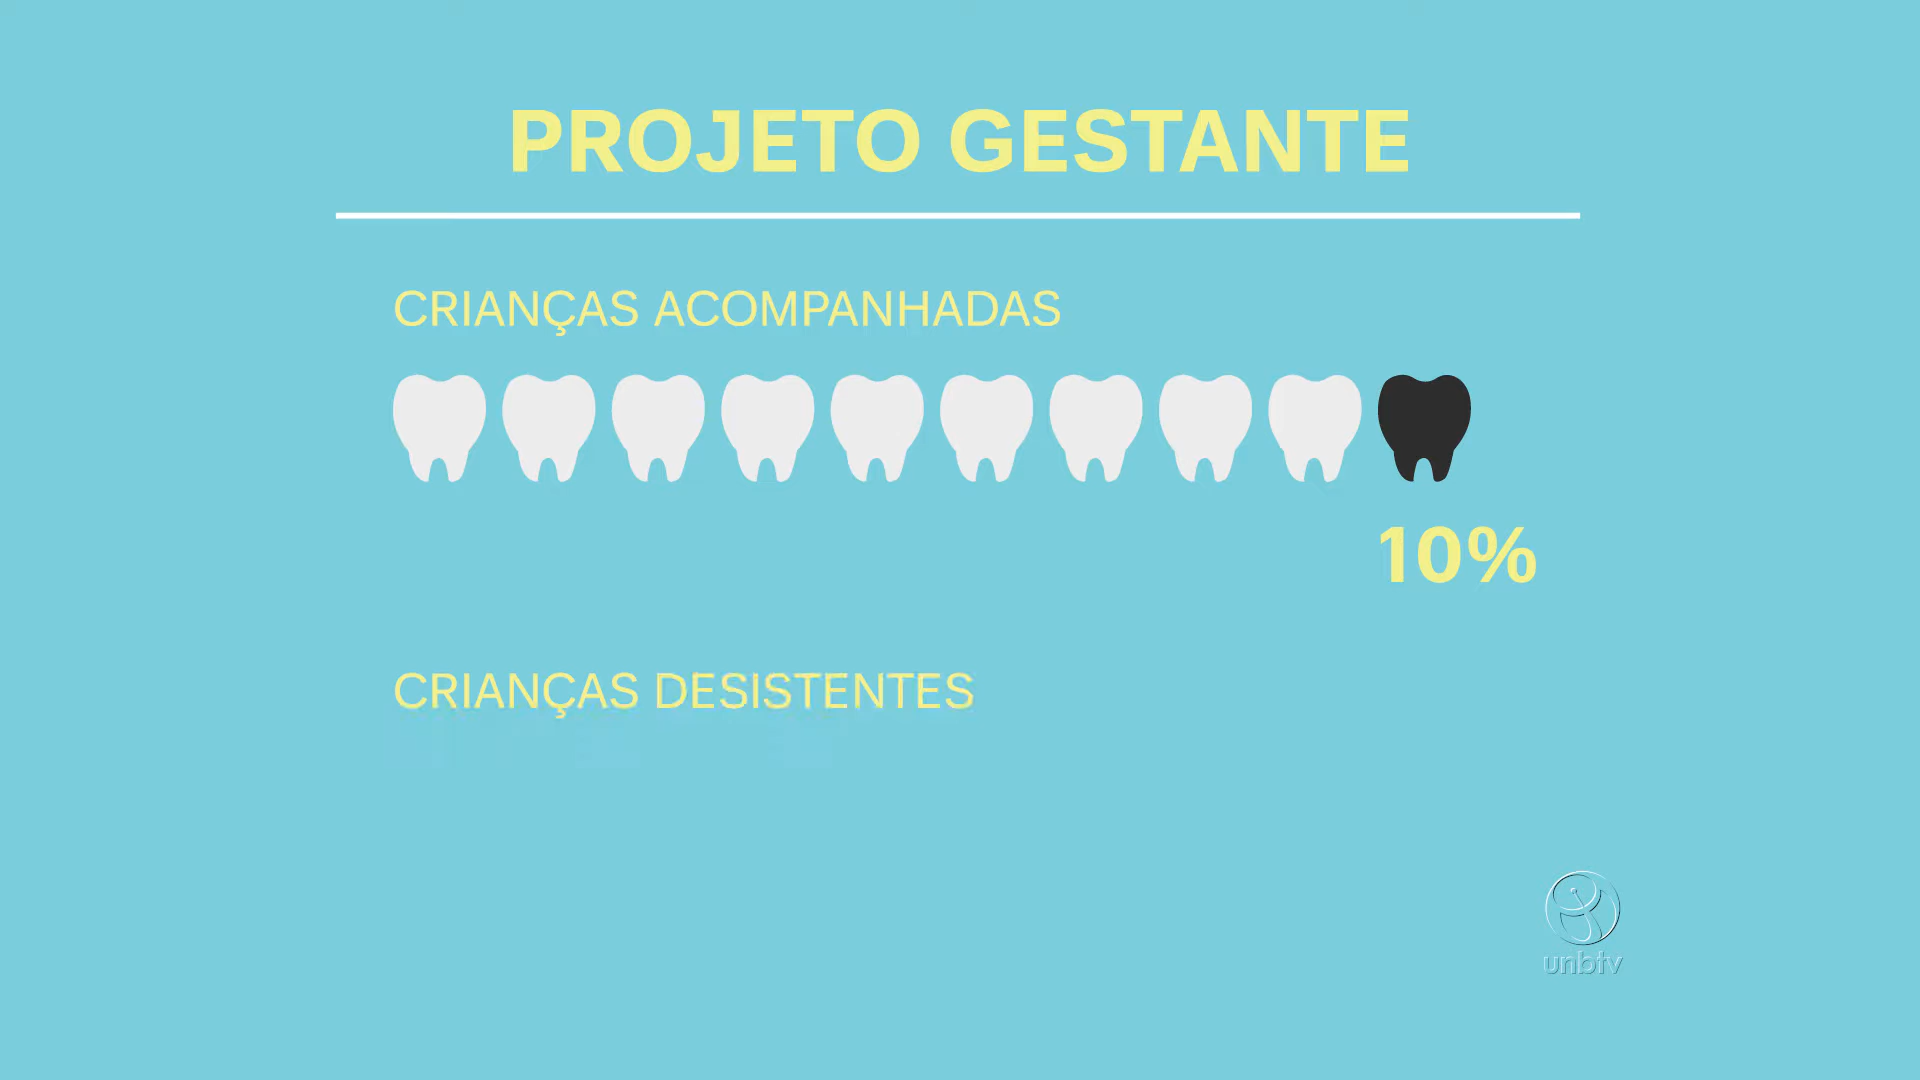 PROJETO GESTANTE
CRIANÇAS ACOMPANHADAS
10%
CRIANÇAS DESISTENTES
unbtv